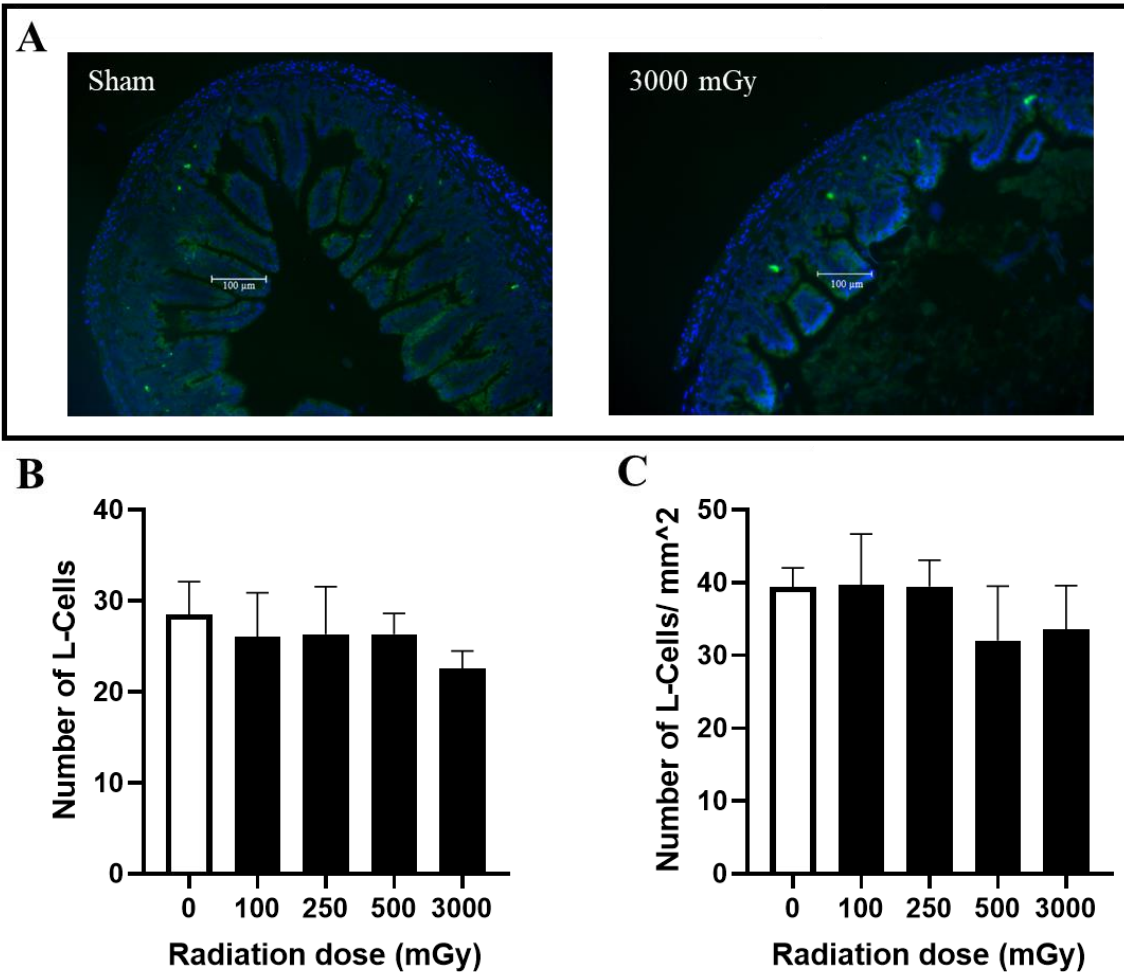 A
Sham
3000 mGy
100 µm
100 µm
B
C
Number of L-Cells
40
30
20
10
0
0 100 250 500 3000
Radiation dose (mGy)
Number of L-Cells/ mm^2
50
40
30
20
10
0
0 100 250 500 3000
Radiation dose (mGy)